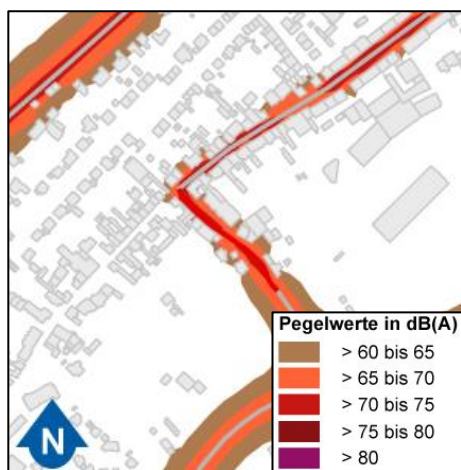 Pegelwerte in dB(A)
> 60 bis 65
> 65 bis 70
> 70 bis 75
> 75 bis 80
> 80
N